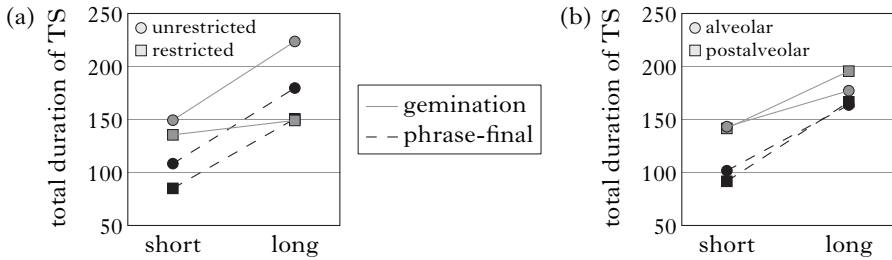 (a)
total duration of TS
250
200
150
100
50
unrestricted
restricted
short long
gemination
phrase-final
(b)
total duration of TS
250
200
150
100
50
alveolar
postalveolar
short long